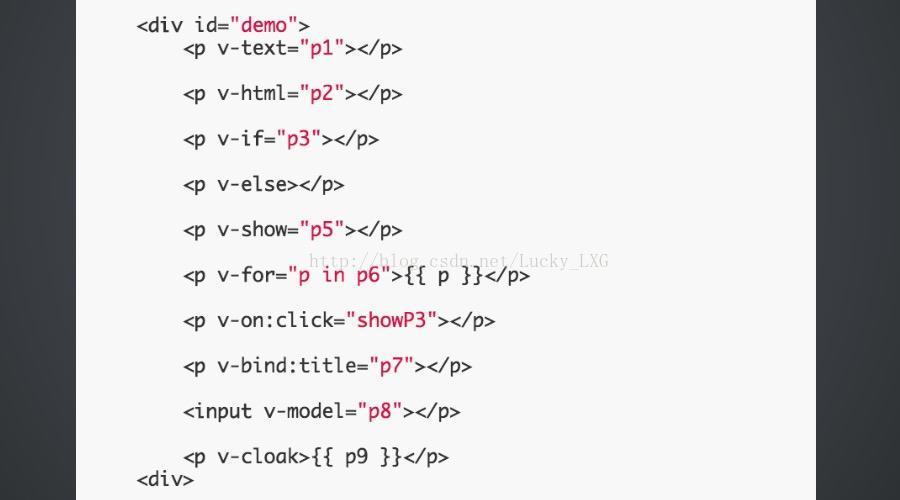 <div id="demo">
<p v-text="p1"></p>
<p v-html="p2"></p>
<p v-if="p3"></p>
<p v-else></p>
<p v-show="p5"></p>
http://blog.csdn.net/Lucky_LXG
<p v-for="p in p6">{{ p }}</p>
<p v-on:click="showP3"></p>
<p v-bind:title="p7"></p>
<input v-model="p8"></p>
<p v-cloak>{{ p9 }}</p>
<div>